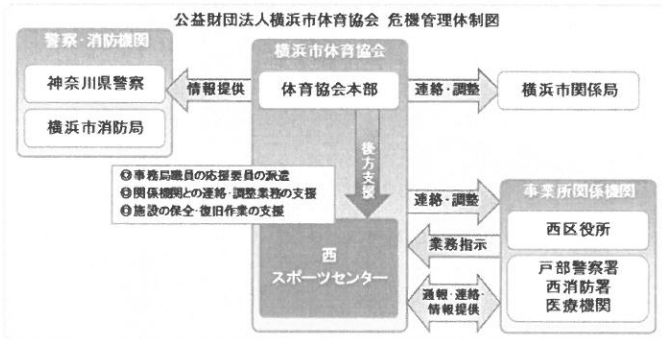 公益財団法人横浜市体育協会 危機管理体制図
警察・消防機関
神奈川県警察
横浜市消防局
情報提供
横浜市体育協会
体育協会本部
連絡・調整
横浜市関係局
後方支援
❶事務局職員の応援要員の派遣
❷関係機関との連絡・調整業務の支援
❸施設の保全・復旧作業の支援
西
スポーツセンター
連絡・調整
業務指示
通報・連絡・
情報提供
事業所関係機関
西区役所
戸部警察署
西消防署
医療機関